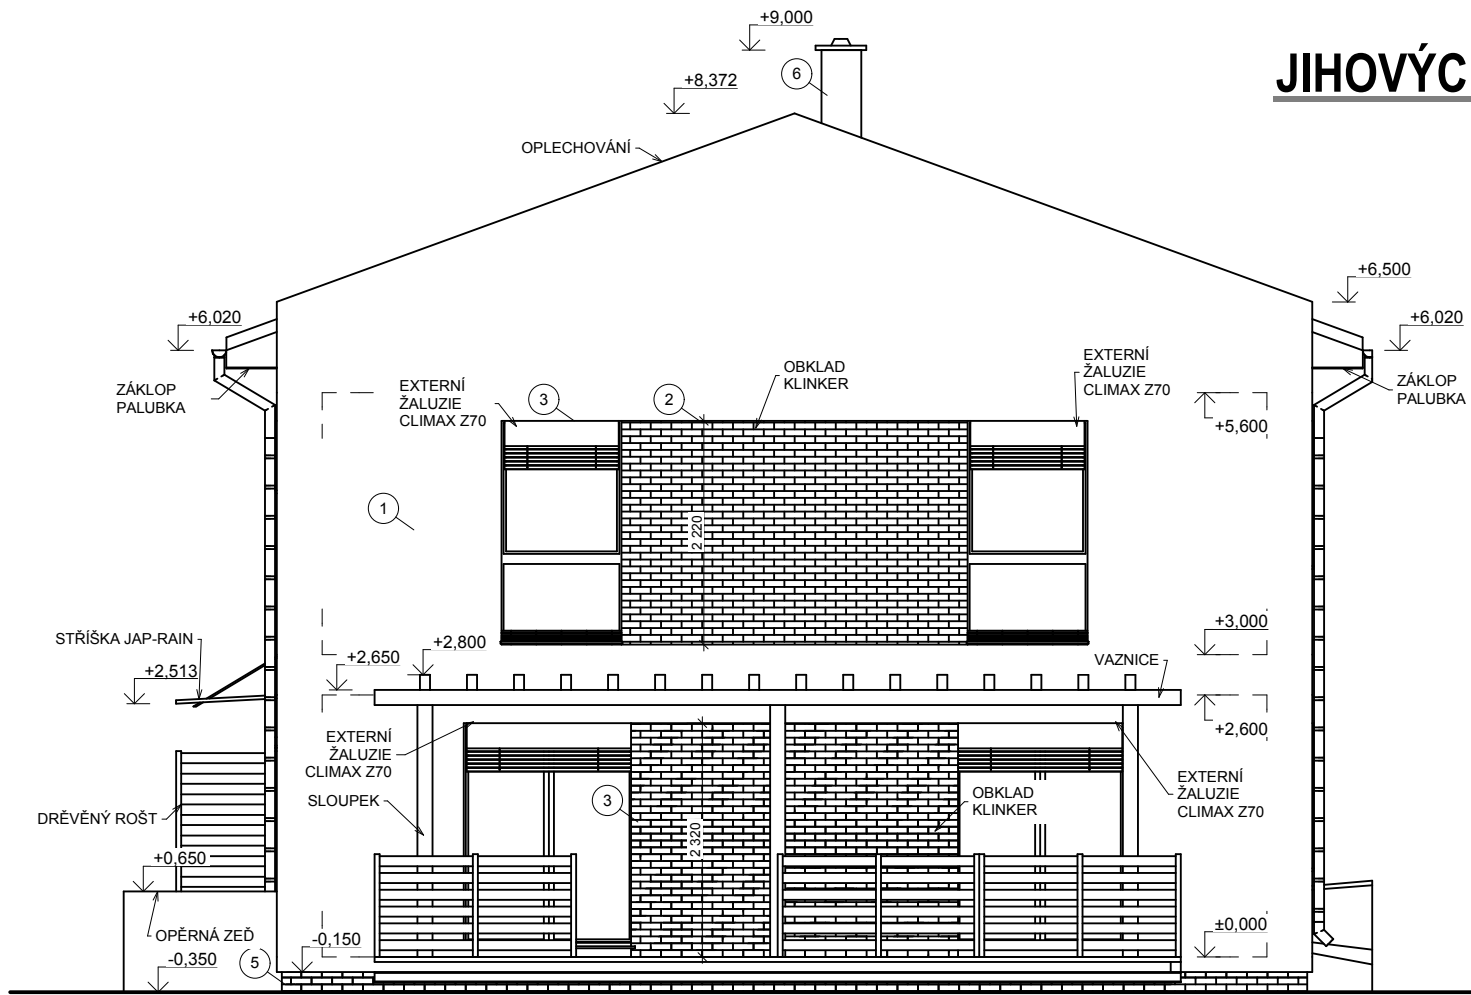 +9,000
JIHOVÝC
6
+8,372
OPLECHOVÁNÍ
+6,500
+6,020
+6,020
ZÁKLOP
PALUBKA
EXTERNÍ
ŽALUZIE
CLIMAX Z70
3
2
OBKLAD
KLINKER
EXTERNÍ
ŽALUZIE
CLIMAX Z70
ZÁKLOP
PALUBKA
+5,600
1
2 220
STŘÍŠKA JAP-RAIN
+3,000
+2,800
+2,650
VAZNICE
+2,513
+2,600
EXTERNÍ
ŽALUZIE
CLIMAX Z70
SLOUPEK
3
OBKLAD
KLINKER
EXTERNÍ
ŽALUZIE
CLIMAX Z70
DRĚVĚNÝ ROŠT
2 320
+0,650
OPĚRNÁ ZEĎ
-0,150
±0,000
-0,350
5